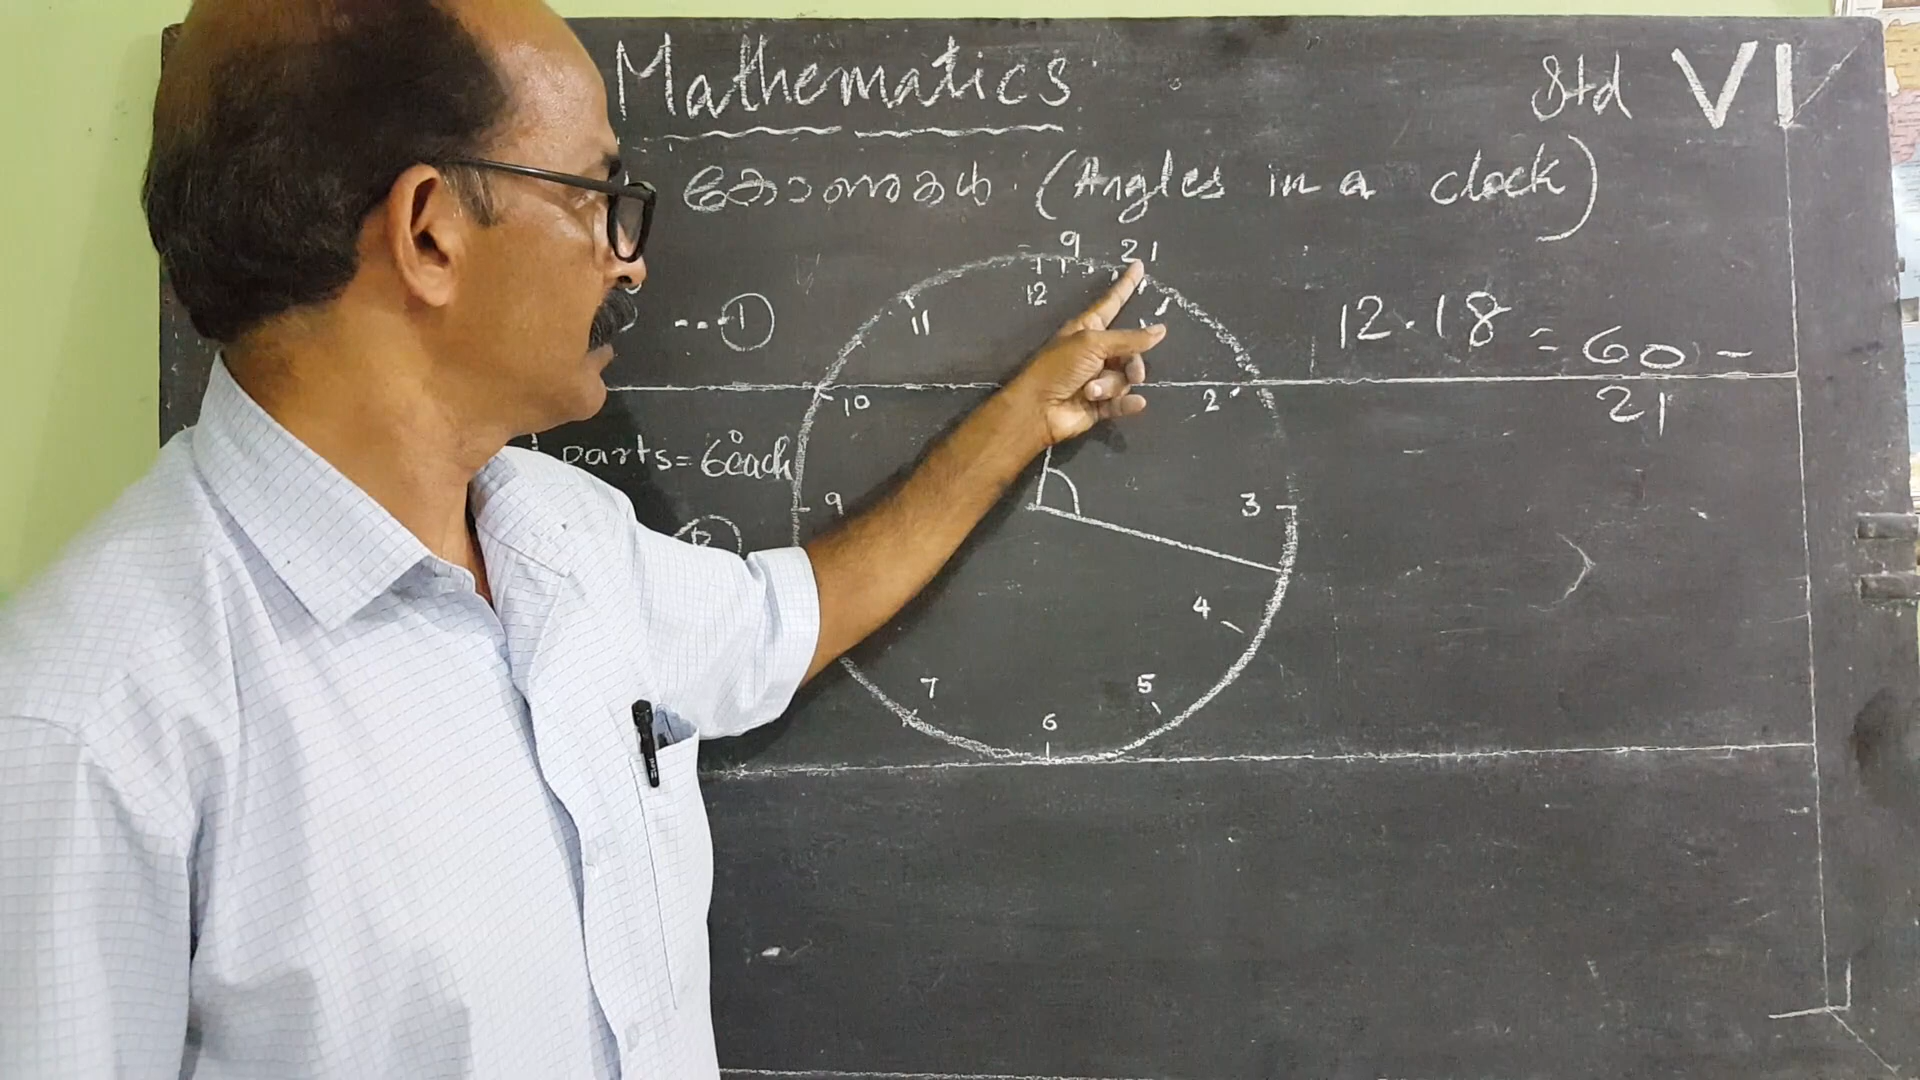 Mathematics
Std VI
കോണുകൾ. (Angles in a clock)
9 21
12
11
--- 1
12.18 = 60 -
21
10
2
parts = 6° each
9
3
4
7
5
6